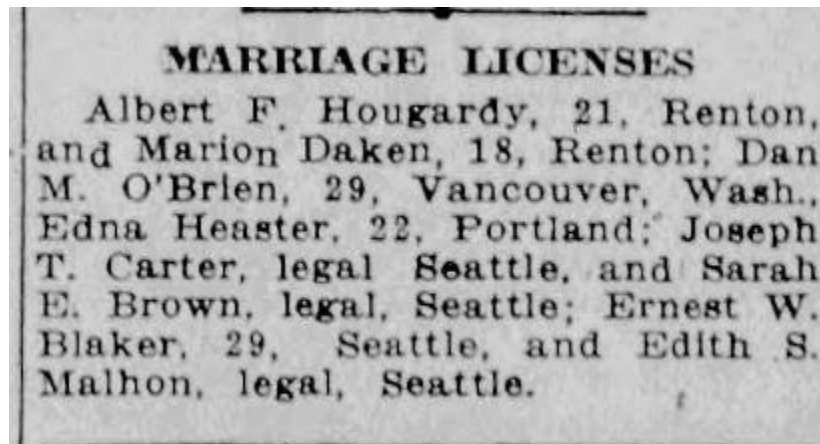 MARRIAGE LICENSES
Albert F. Hougardy, 21, Renton,
and Marion Daken, 18, Renton; Dan
M. O'Brien, 29, Vancouver, Wash.,
Edna Heaster, 22, Portland; Joseph
T. Carter, legal Seattle, and Sarah
E. Brown, legal, Seattle; Ernest W.
Blaker, 29, Seattle, and Edith S.
Malhon, legal, Seattle.